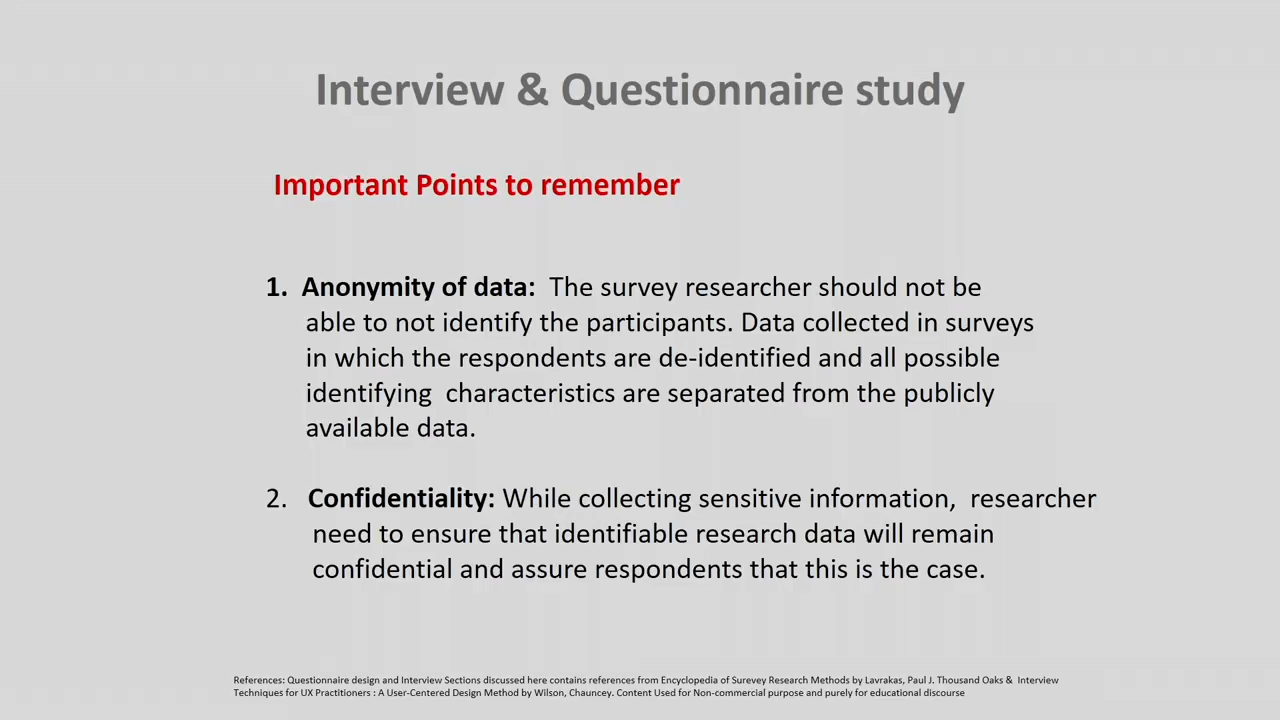 Interview & Questionnaire study
Important Points to remember
1. Anonymity of data: The survey researcher should not be
able to not identify the participants. Data collected in surveys
in which the respondents are de-identified and all possible
identifying characteristics are separated from the publicly
available data.
2. Confidentiality: While collecting sensitive information, researcher
need to ensure that identifiable research data will remain
confidential and assure respondents that this is the case.
References: Questionnaire design and Interview Sections discussed here contains references from Encyclopedia of Surevey Research Methods by Lavrakas, Paul J. Thousand Oaks & Interview
Techniques for UX Practitioners : A User-Centered Design Method by Wilson, Chauncey. Content Used for Non-commercial purpose and purely for educational discourse